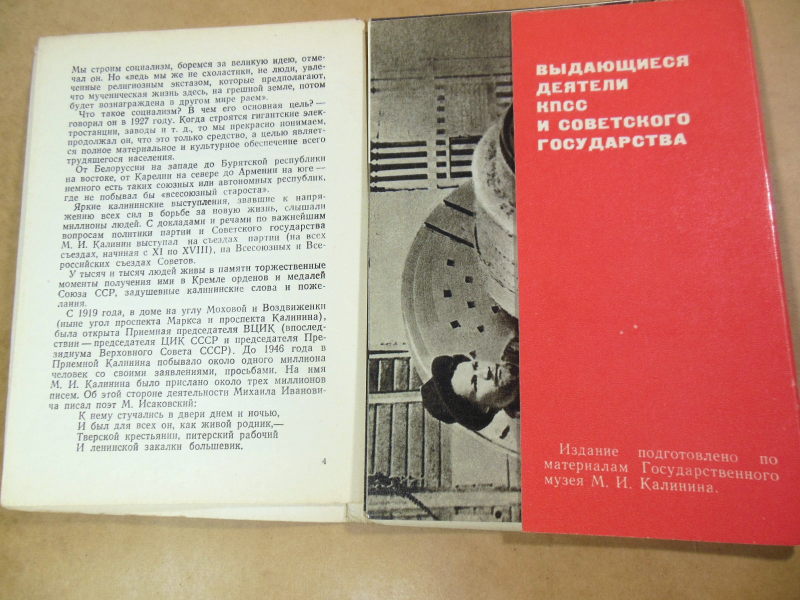 Мы строим социализм, боремся за великую идею, отме-
чал он. Но «ведь мы же не схоластики, не люди, увле-
ченные религиозным экстазом, которые предполагают,
что мученическая жизнь здесь, на грешной земле, потом
будет вознаграждена в другом мире раем».
Что такое социализм? В чем его основная цель? —
говорил он в 1927 году. Когда строятся гигантские элек-
тростанции, заводы и т. д., то мы прекрасно понимаем,
продолжал он, что это только средство, а целью являет-
ся полное материальное и культурное обеспечение всего
трудящегося населения.
От Белоруссии на западе до Бурятской республики
на востоке, от Карелии на севере до Армении на юге —
немного есть таких союзных или автономных республик,
где не побывал бы «всесоюзный староста».
Яркие калининские выступления, звавшие к напря-
жению всех сил в борьбе за новую жизнь, слышали
миллионы людей. С докладами и речами по важнейшим
вопросам политики партии и Советского государства
М. И. Калинин выступал на съездах партии (на всех
съездах, начиная с XI по XVIII), на Всесоюзных и Все-
российских съездах Советов.
У тысяч и тысяч людей живы в памяти торжественные
моменты получения ими в Кремле орденов и медалей
Союза ССР, задушевные калининские слова и поже-
лания.
С 1919 года, в доме на углу Моховой и Воздвиженки
(ныне угол проспекта Маркса и проспекта Калинина),
была открыта Приемная председателя ВЦИК (впослед-
ствии — председателя ЦИК СССР и председателя Пре-
зидиума Верховного Совета СССР). До 1946 года в
Приемной Калинина побывало около одного миллиона
человек со своими заявлениями, просьбами. На имя
М. И. Калинина было прислано около трех миллионов
писем. Об этой стороне деятельности Михаила Иванови-
ча писал поэт М. Исаковский:
К нему стучались в двери днем и ночью,
И был для всех он, как живой родник,—
Тверской крестьянин, питерский рабочий
И ленинской закалки большевик.
4
ВЫДАЮЩИЕСЯ
ДЕЯТЕЛИ
КПСС
И СОВЕТСКОГО
ГОСУДАРСТВА
Издание подготовлено по
материалам Государственного
музея М. И. Калинина.